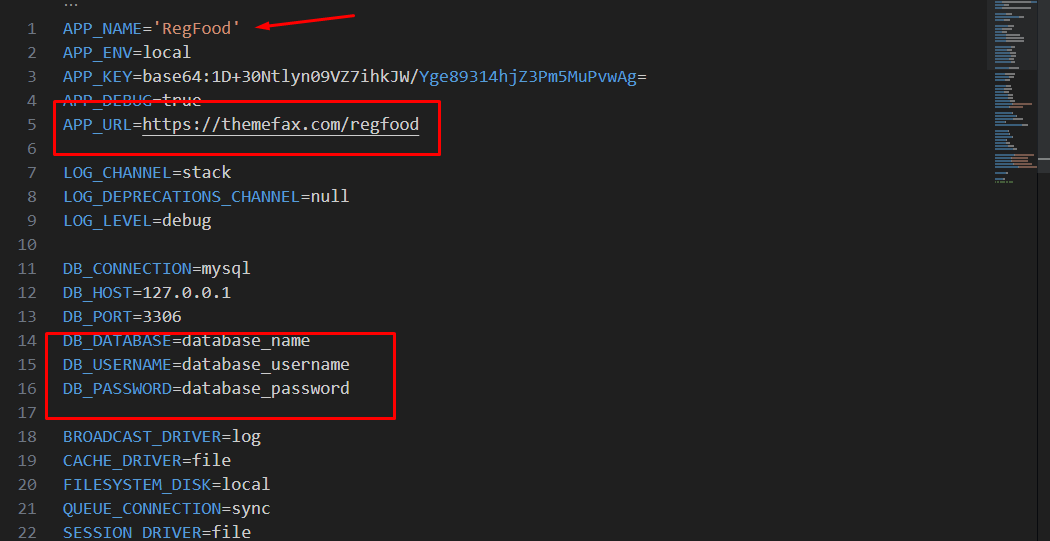 ...
1 APP_NAME='RegFood'
2 APP_ENV=local
3 APP_KEY=base64:1D+30Ntlyn09VZ7ihkJW/Yge89314hjZ3Pm5MuPvwAg=
4 APP_DEBUG=true
5 APP_URL=https://themefax.com/regfood
6
7 LOG_CHANNEL=stack
8 LOG_DEPRECATIONS_CHANNEL=null
9 LOG_LEVEL=debug
10
11 DB_CONNECTION=mysql
12 DB_HOST=127.0.0.1
13 DB_PORT=3306
14 DB_DATABASE=database_name
15 DB_USERNAME=database_username
16 DB_PASSWORD=database_password
17
18 BROADCAST_DRIVER=log
19 CACHE_DRIVER=file
20 FILESYSTEM_DISK=local
21 QUEUE_CONNECTION=sync
22 SESSION_DRIVER=file